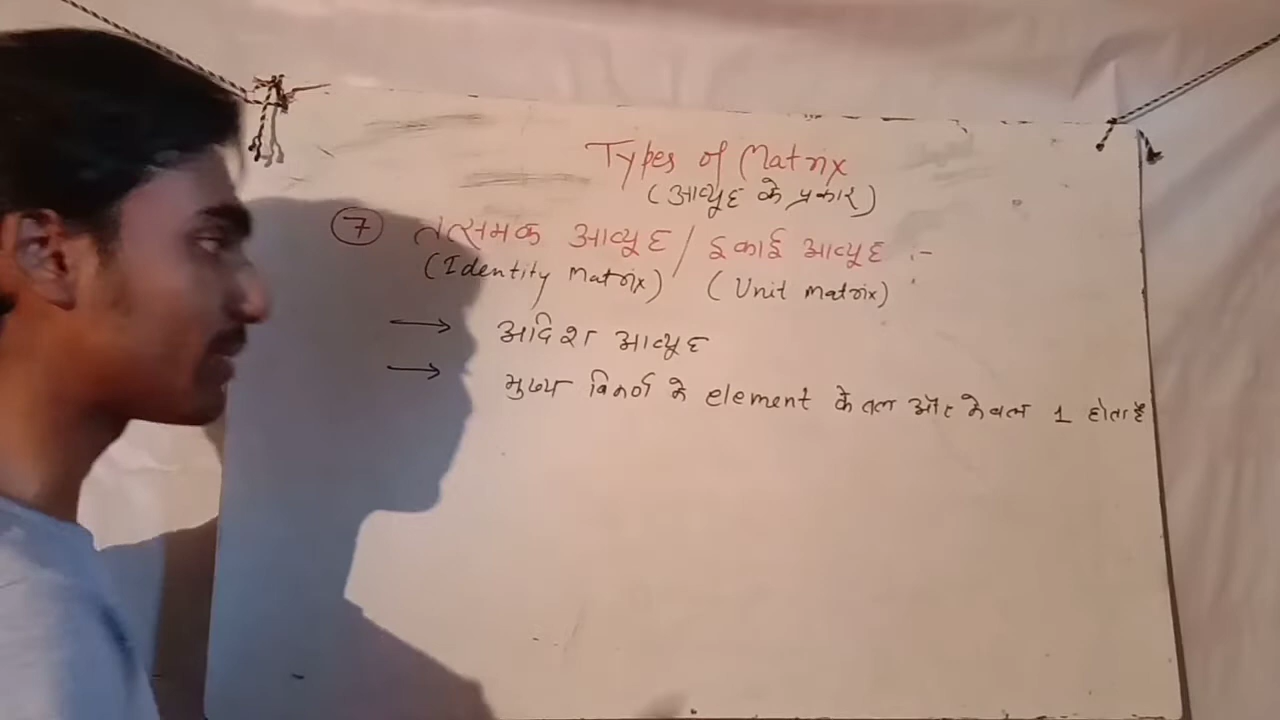 Types of Matrix
(आव्यूह के प्रकार)
7 तत्समक आव्यूह / इकाई आव्यूह :-
(Identity Matrix) (Unit Matrix)
→ अदिश आव्यूह
→ मुख्य विकर्ण के element केवल और केवल 1 होता है